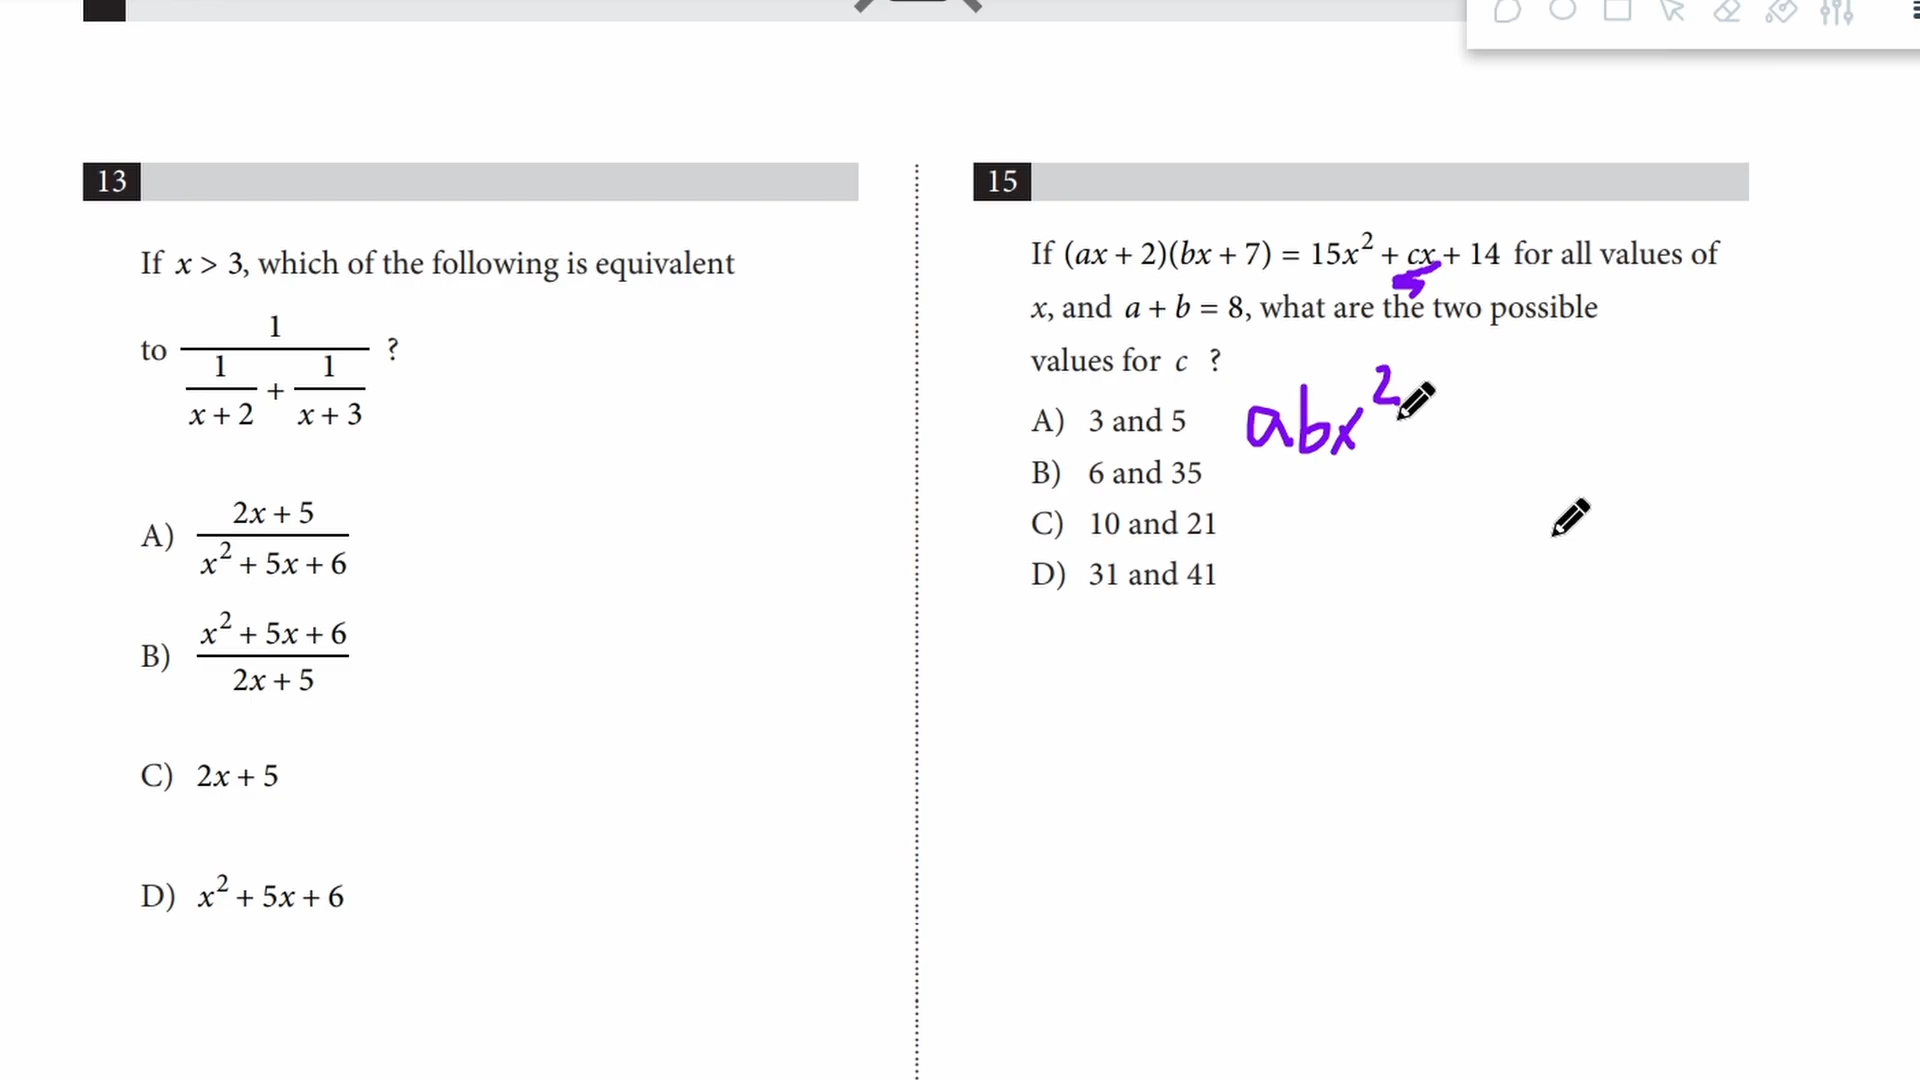 13
If x > 3, which of the following is equivalent
to 1/(1/(x + 2) + 1/(x + 3)) ?
A) (2x + 5)/(x² + 5x + 6)
B) (x² + 5x + 6)/(2x + 5)
C) 2x + 5
D) x² + 5x + 6
15
If (ax + 2)(bx + 7) = 15x² + cx + 14 for all values of
x, and a + b = 8, what are the two possible
values for c ?
A) 3 and 5
B) 6 and 35
C) 10 and 21
D) 31 and 41
abx²